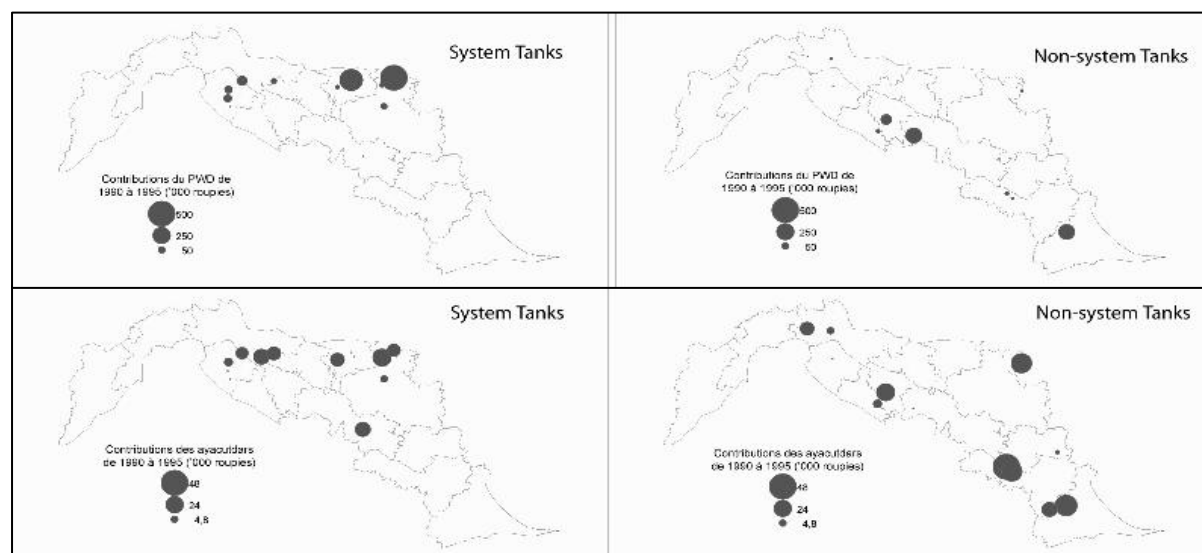 System Tanks
Contributions du PWD de
1990 à 1995 ('000 roupies)
500
250
50
Non-system Tanks
Contributions du PWD de
1990 à 1995 ('000 roupies)
500
250
50
System Tanks
Contributions des ayacutdars
de 1990 à 1995 ('000 roupies)
48
24
4,8
Non-system Tanks
Contributions des ayacutdars
de 1990 à 1995 ('000 roupies)
48
24
4,8